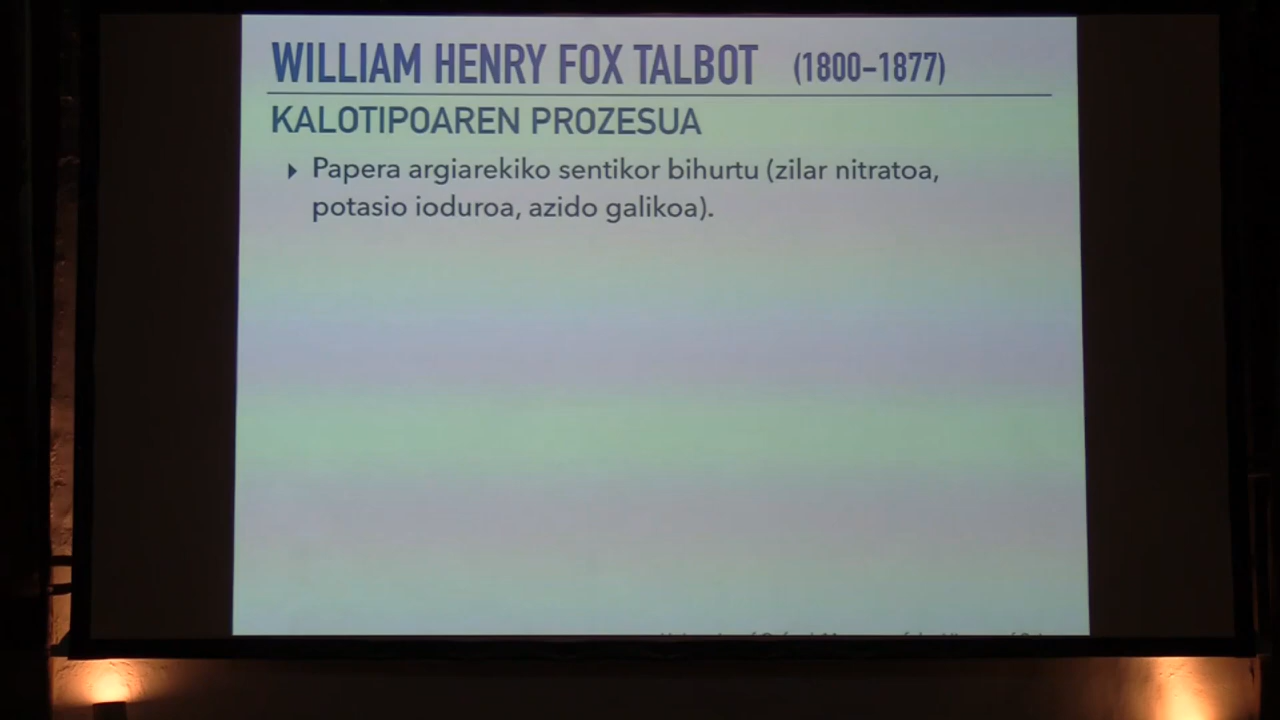 WILLIAM HENRY FOX TALBOT (1800–1877)
KALOTIPOAREN PROZESUA
Papera argiarekiko sentikor bihurtu (zilar nitratoa,
potasio ioduroa, azido galikoa).